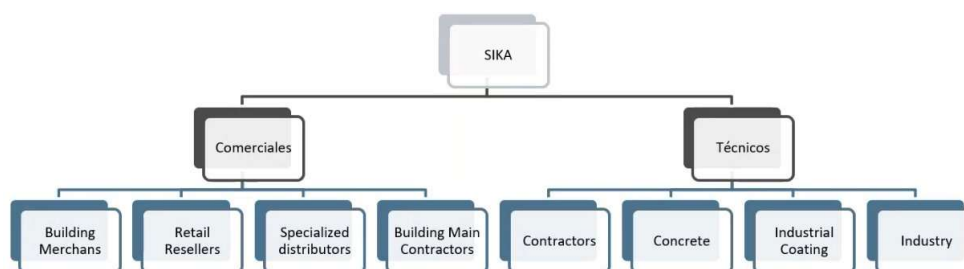 SIKA
Comerciales
Técnicos
Building
Merchans
Retail
Resellers
Specialized
distributors
Building Main
Contractors
Contractors
Concrete
Industrial
Coating
Industry